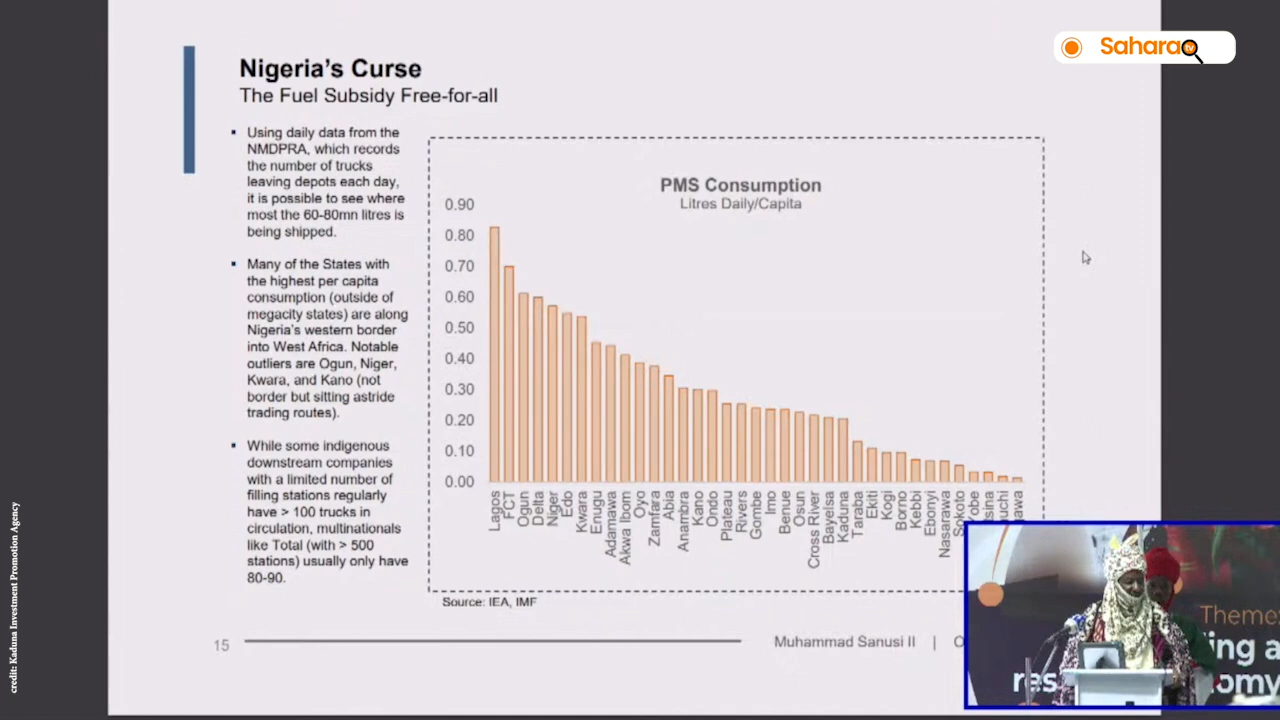 Sahara tv
Nigeria's Curse
The Fuel Subsidy Free-for-all
Using daily data from the
NMDPRA, which records
the number of trucks
leaving depots each day,
it is possible to see where
most the 60-80mn litres is
being shipped.
Many of the States with
the highest per capita
consumption (outside of
megacity states) are along
Nigeria's western border
into West Africa. Notable
outliers are Ogun, Niger,
Kwara, and Kano (not
border but sitting astride
trading routes).
While some indigenous
downstream companies
with a limited number of
filling stations regularly
have > 100 trucks in
circulation, multinationals
like Total (with > 500
stations) usually only have
80-90.
PMS Consumption
Litres Daily/Capita
0.90
0.80
0.70
0.60
0.50
0.40
0.30
0.20
0.10
0.00
Lagos
FCT
Ogun
Delta
Niger
Edo
Kwara
Enugu
Adamawa
Akwa Ibom
Oyo
Zamfara
Abia
Anambra
Kano
Ondo
Plateau
Rivers
Gombe
Imo
Benue
Osun
Cross River
Bayelsa
Kaduna
Taraba
Ekiti
Kogi
Borno
Kebbi
Ebonyi
Nasarawa
Sokoto
obe
tsina
uchi
gawa
Source: IEA, IMF
15
Muhammad Sanusi II |
Theme:
ing a
res omy
credit: Kaduna Investment Promotion Agency